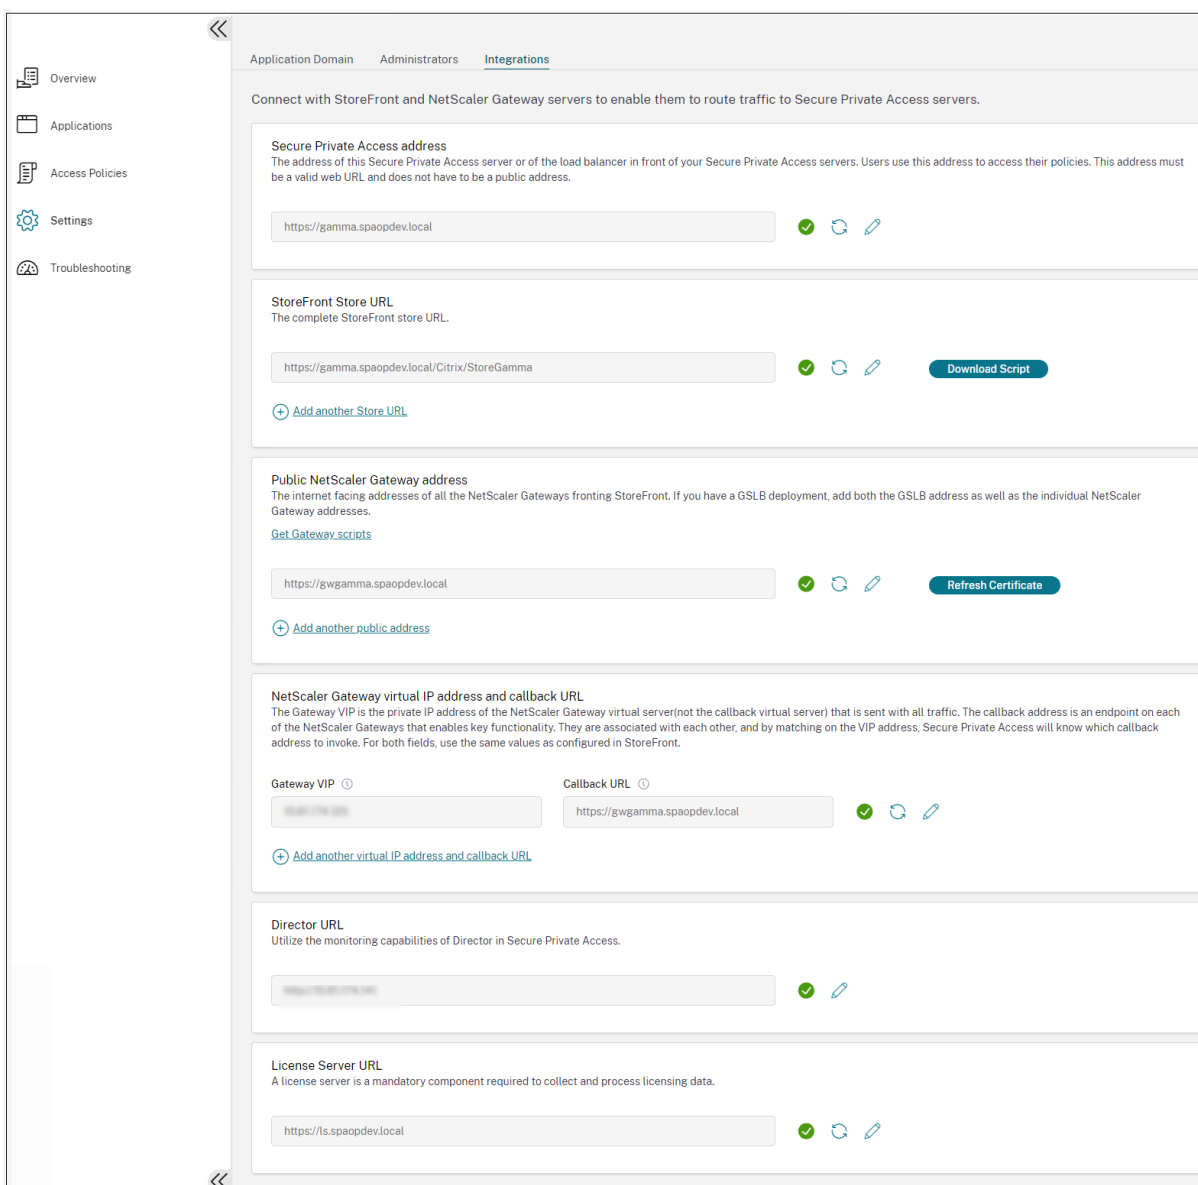 Overview
Applications
Access Policies
Settings
Troubleshooting
Application Domain Administrators Integrations
Connect with StoreFront and NetScaler Gateway servers to enable them to route traffic to Secure Private Access servers.
Secure Private Access address
The address of this Secure Private Access server or of the load balancer in front of your Secure Private Access servers. Users use this address to access their policies. This address must
be a valid web URL and does not have to be a public address.
https://gamma.spaopdev.local
StoreFront Store URL
The complete StoreFront store URL.
https://gamma.spaopdev.local/Citrix/StoreGamma
Download Script
Add another Store URL
Public NetScaler Gateway address
The internet facing addresses of all the NetScaler Gateways fronting StoreFront. If you have a GSLB deployment, add both the GSLB address as well as the individual NetScaler
Gateway addresses.
Get Gateway scripts
https://gwgamma.spaopdev.local
Refresh Certificate
Add another public address
NetScaler Gateway virtual IP address and callback URL
The Gateway VIP is the private IP address of the NetScaler Gateway virtual server(not the callback virtual server) that is sent with all traffic. The callback address is an endpoint on each
of the NetScaler Gateways that enables key functionality. They are associated with each other, and by matching on the VIP address, Secure Private Access will know which callback
address to invoke. For both fields, use the same values as configured in StoreFront.
Gateway VIP Callback URL
https://gwgamma.spaopdev.local
Add another virtual IP address and callback URL
Director URL
Utilize the monitoring capabilities of Director in Secure Private Access.
License Server URL
A license server is a mandatory component required to collect and process licensing data.
https://ls.spaopdev.local